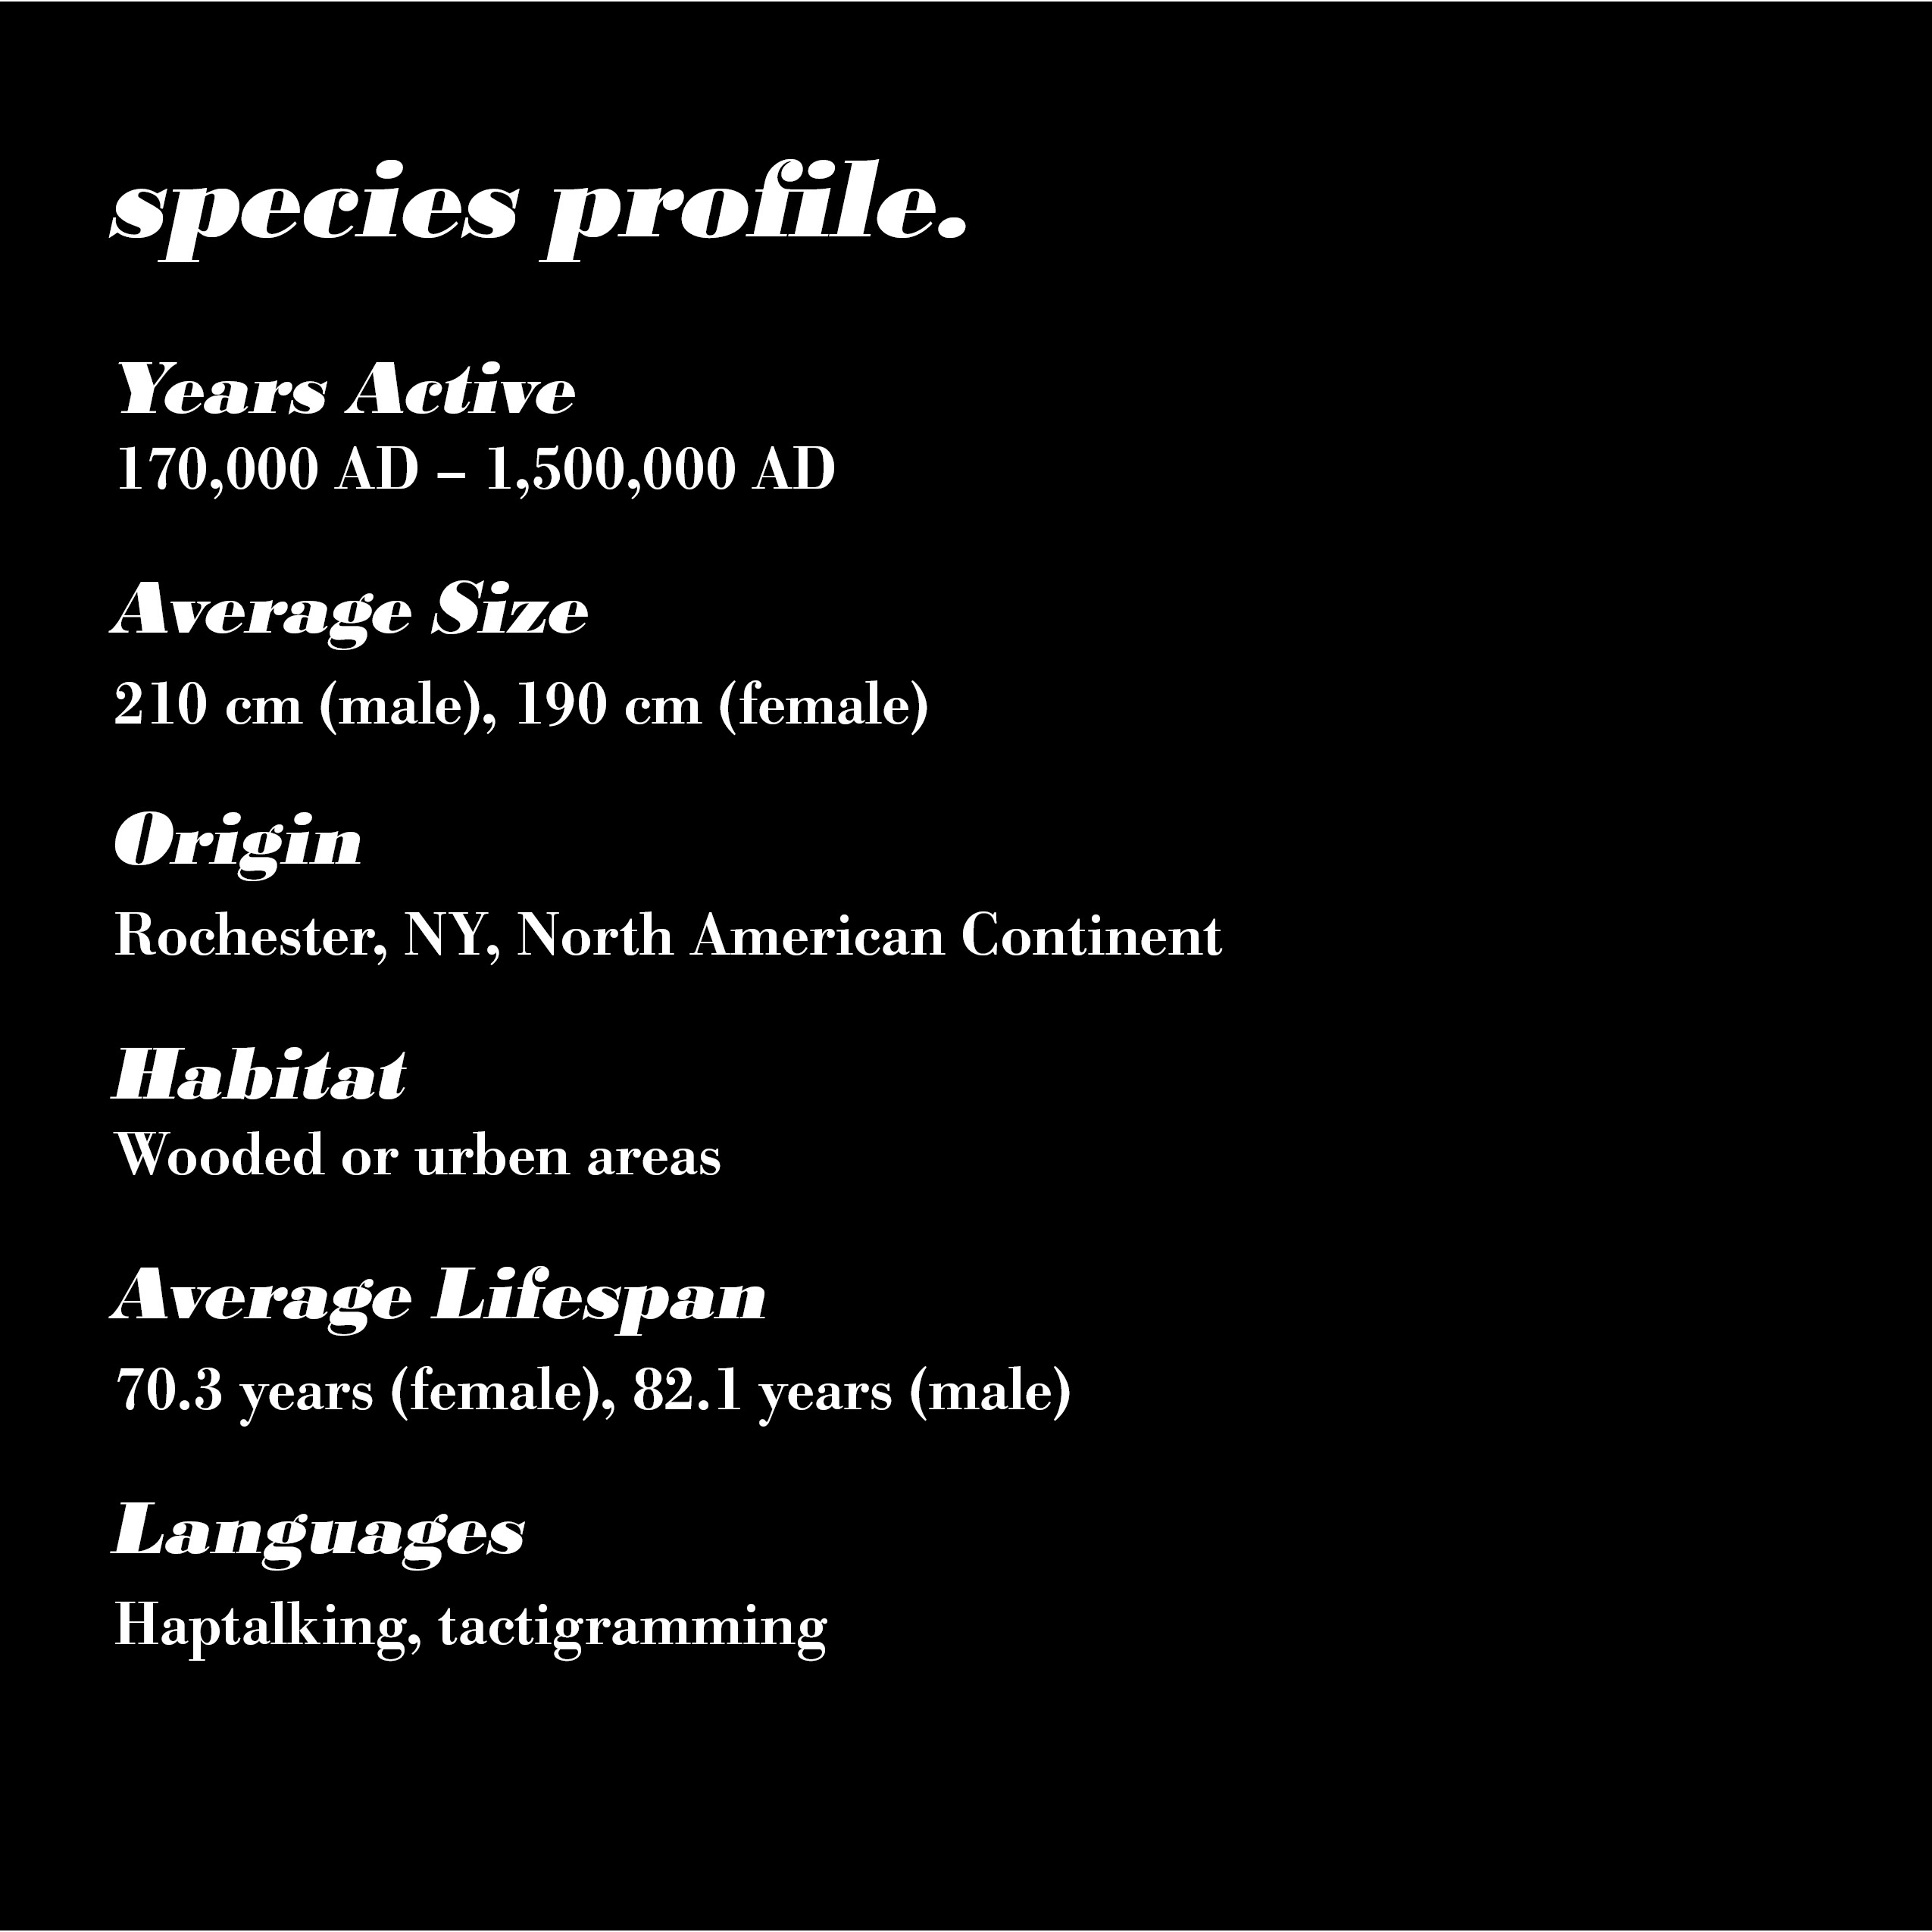 species profile.
Years Active
170,000 AD – 1,500,000 AD
Average Size
210 cm (male), 190 cm (female)
Origin
Rochester, NY, North American Continent
Habitat
Wooded or urben areas
Average Lifespan
70.3 years (female), 82.1 years (male)
Languages
Haptalking, tactigramming